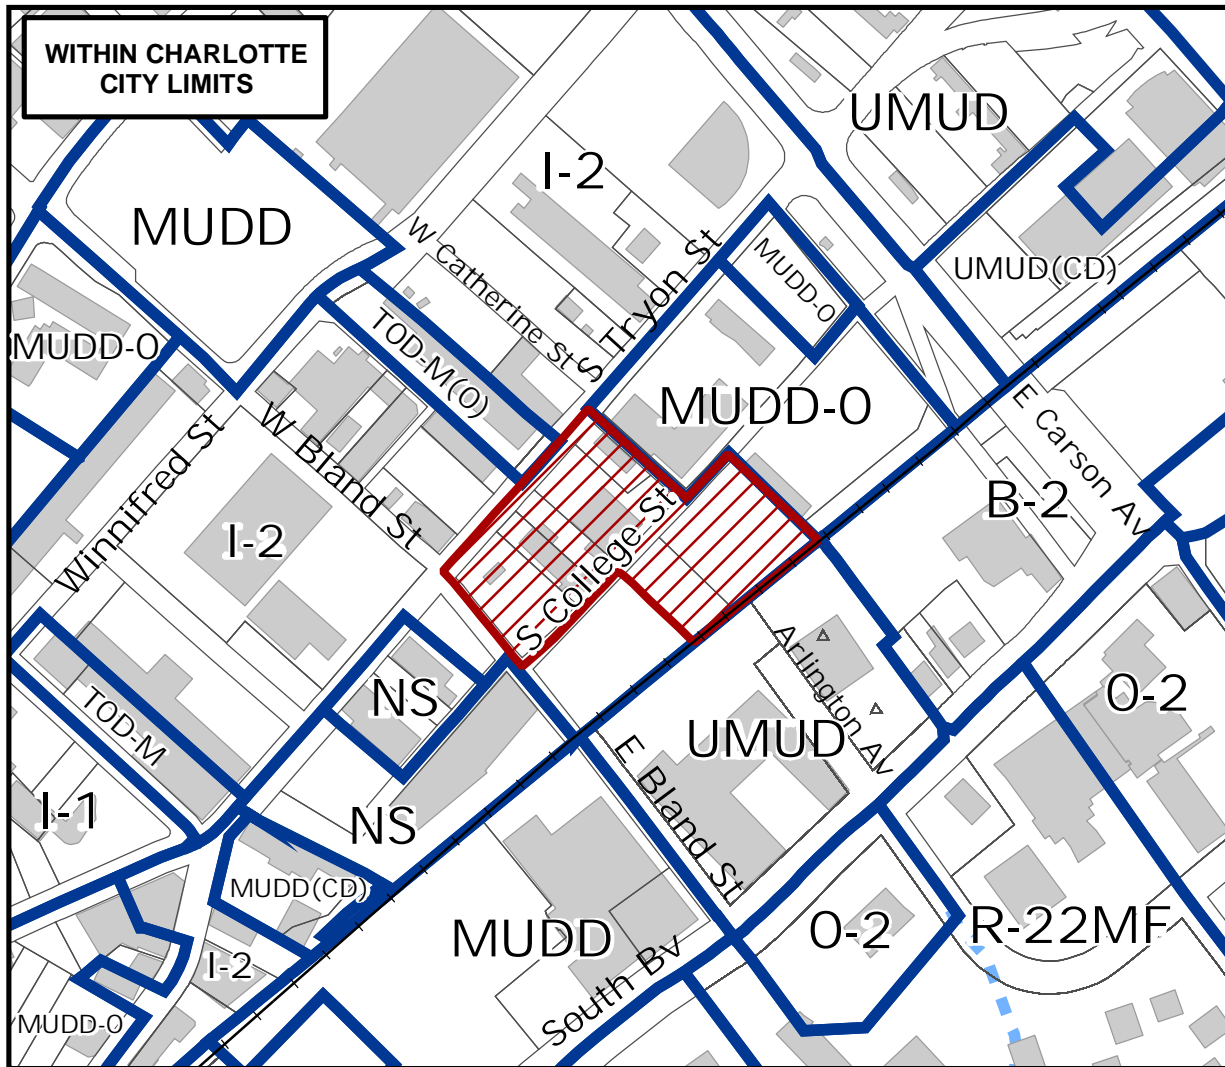 WITHIN CHARLOTTE
CITY LIMITS
UMUD
I-2
MUDD
W Catherine St
S Tryon St
MUDD-O
UMUD(CD)
MUDD-O
TOD-M(O)
MUDD-O
E Carson Av
W Bland St
Winnifred St
B-2
I-2
S College St
Arlington Av
NS
O-2
TOD-M
UMUD
E Bland St
I-1
NS
MUDD(CD)
MUDD
O-2
R-22MF
I-2
South Bv
MUDD-O